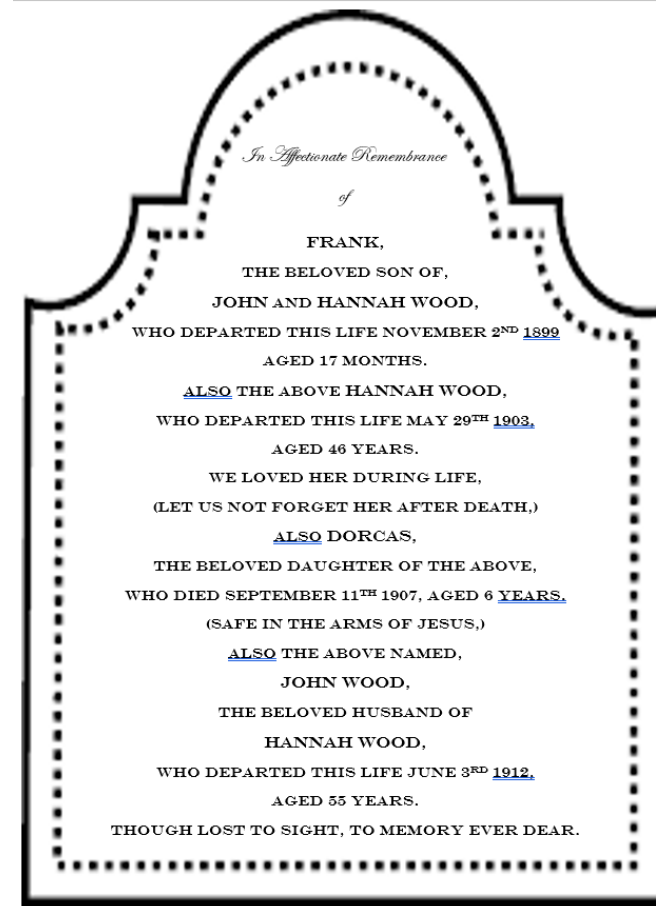 In Affectionate Remembrance
of
FRANK,
THE BELOVED SON OF,
JOHN AND HANNAH WOOD,
WHO DEPARTED THIS LIFE NOVEMBER 2ND 1899
AGED 17 MONTHS.
ALSO THE ABOVE HANNAH WOOD,
WHO DEPARTED THIS LIFE MAY 29TH 1903,
AGED 46 YEARS.
WE LOVED HER DURING LIFE,
(LET US NOT FORGET HER AFTER DEATH,)
ALSO DORCAS,
THE BELOVED DAUGHTER OF THE ABOVE,
WHO DIED SEPTEMBER 11TH 1907, AGED 6 YEARS.
(SAFE IN THE ARMS OF JESUS,)
ALSO THE ABOVE NAMED,
JOHN WOOD,
THE BELOVED HUSBAND OF
HANNAH WOOD,
WHO DEPARTED THIS LIFE JUNE 3RD 1912,
AGED 55 YEARS.
THOUGH LOST TO SIGHT, TO MEMORY EVER DEAR.